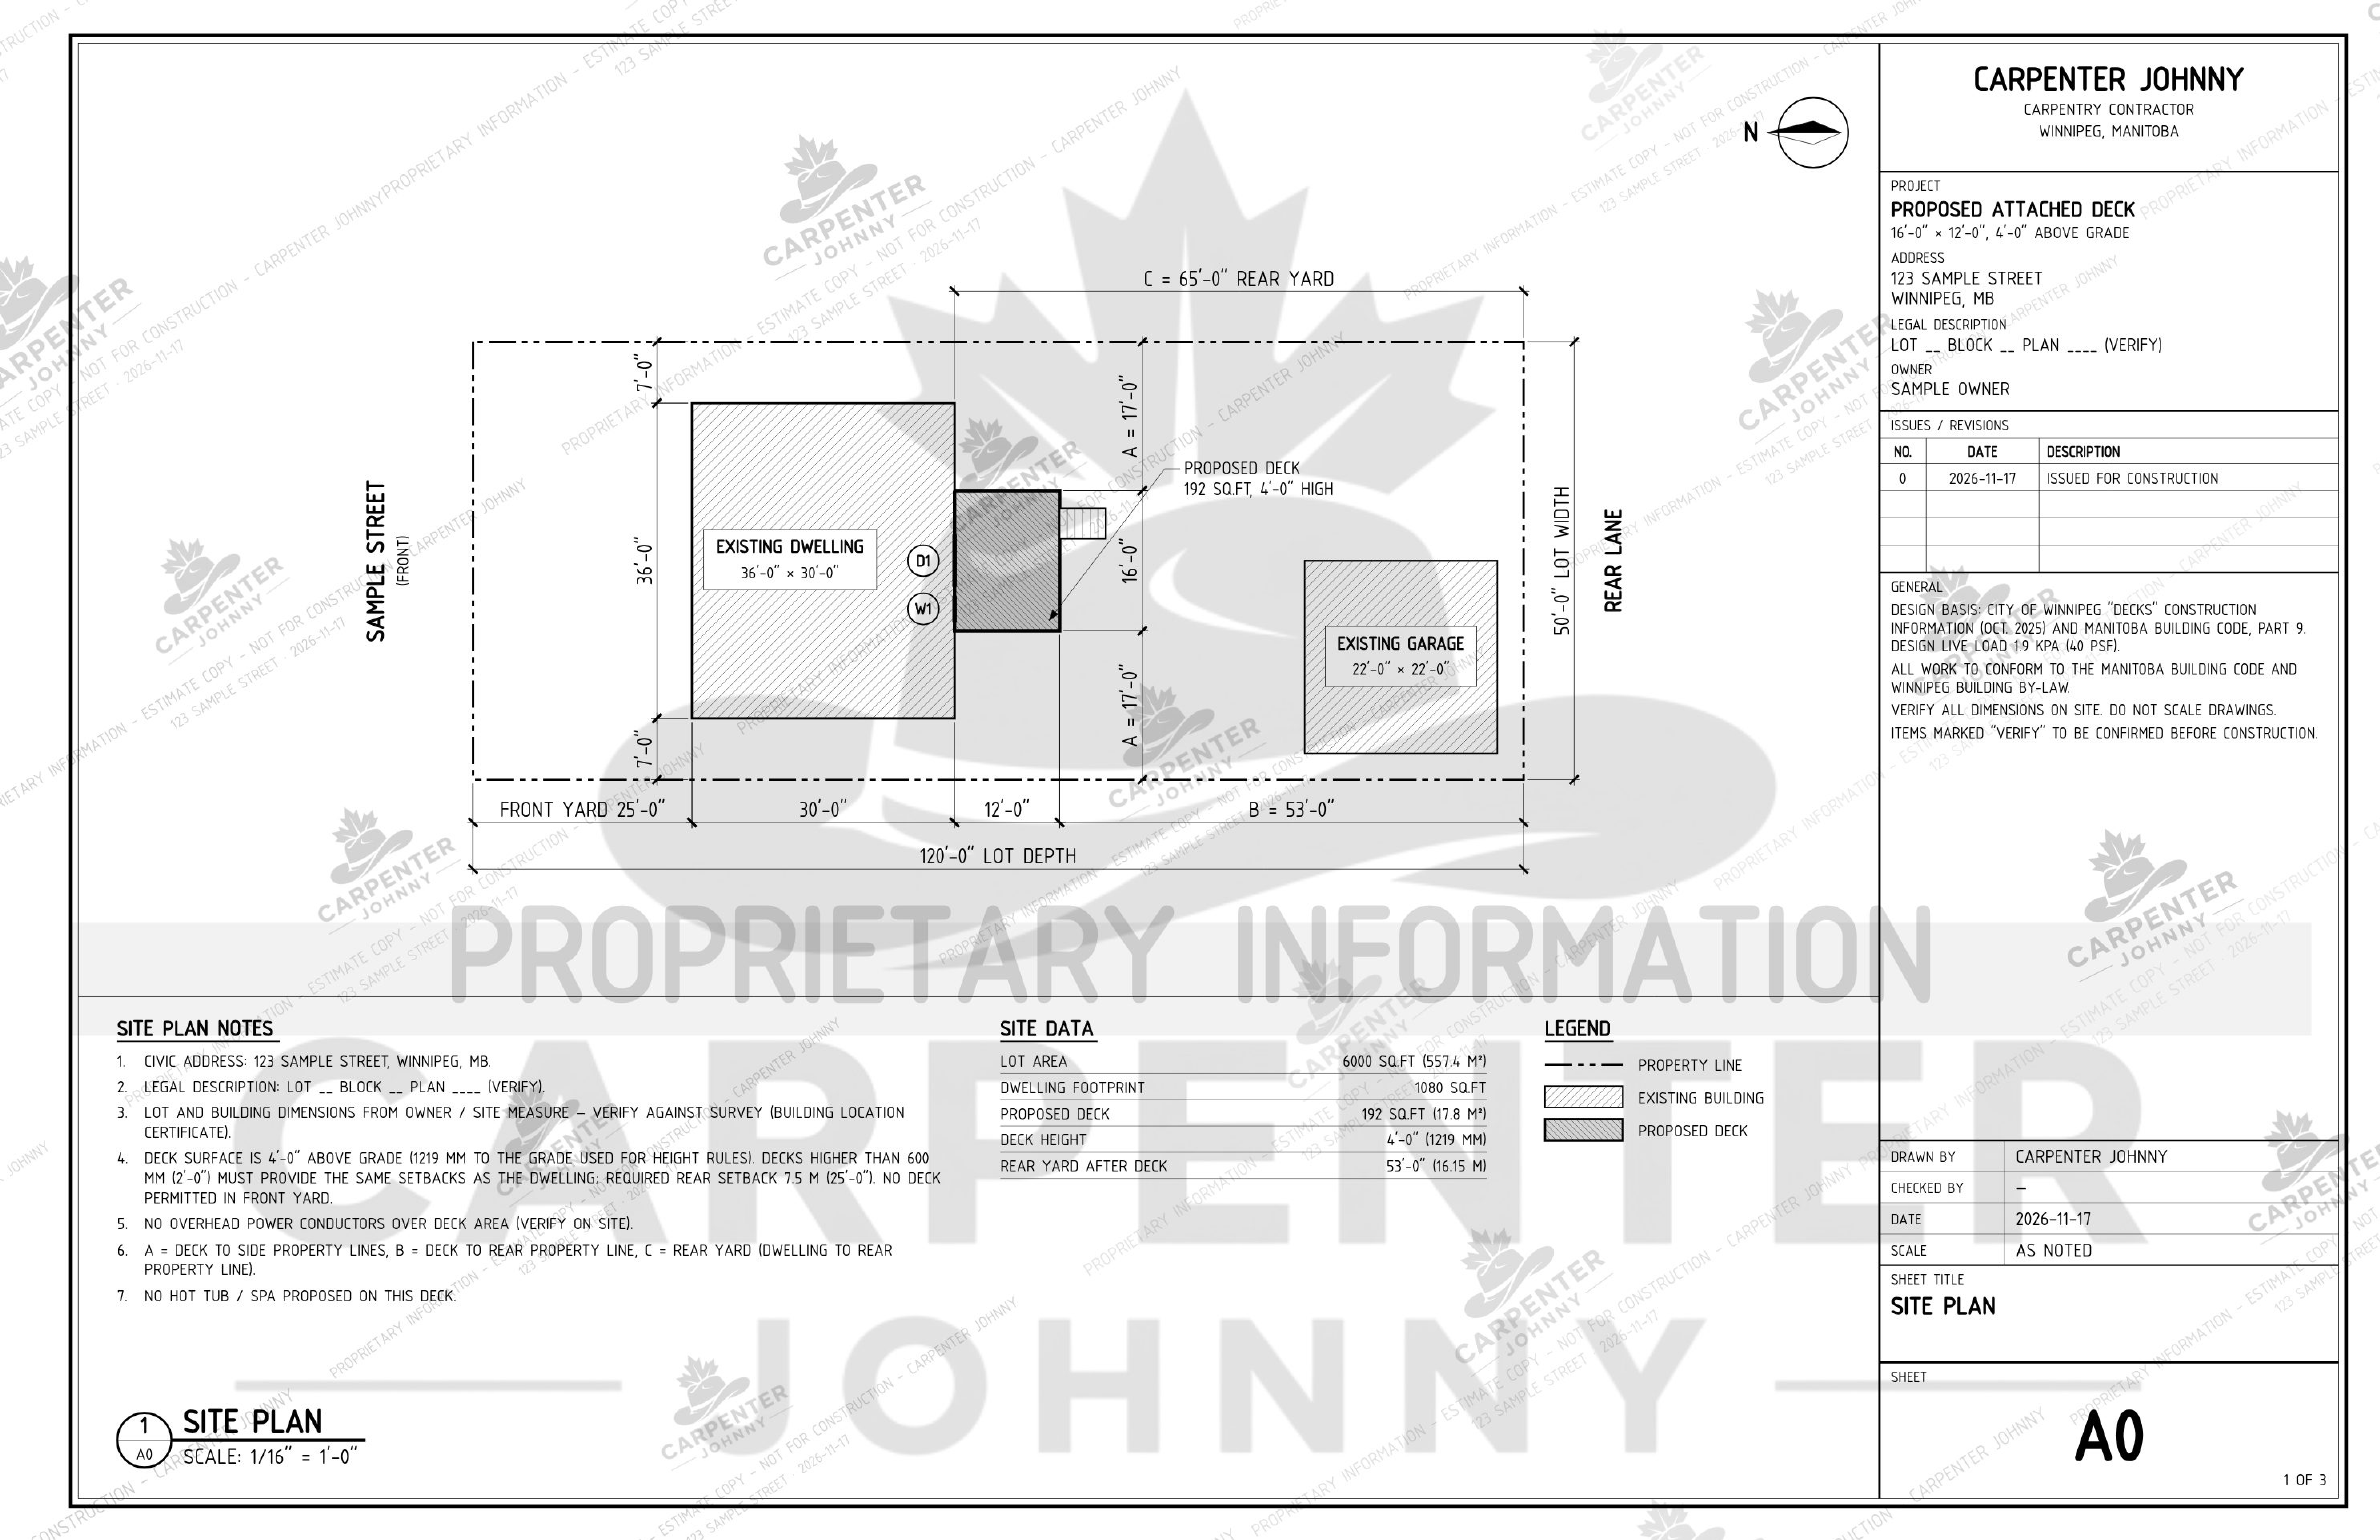 CARPENTER JOHNNY
CARPENTRY CONTRACTOR
WINNIPEG, MANITOBA
N
PROJECT
PROPOSED ATTACHED DECK
16'-0" × 12'-0", 4'-0" ABOVE GRADE
ADDRESS
123 SAMPLE STREET
WINNIPEG, MB
LEGAL DESCRIPTION
LOT __ BLOCK __ PLAN ____ (VERIFY)
OWNER
SAMPLE OWNER
ISSUES / REVISIONS
NO. DATE DESCRIPTION
0 2026-11-17 ISSUED FOR CONSTRUCTION
GENERAL
DESIGN BASIS: CITY OF WINNIPEG "DECKS" CONSTRUCTION
INFORMATION (OCT. 2025) AND MANITOBA BUILDING CODE, PART 9.
DESIGN LIVE LOAD 1.9 KPA (40 PSF).
ALL WORK TO CONFORM TO THE MANITOBA BUILDING CODE AND
WINNIPEG BUILDING BY-LAW.
VERIFY ALL DIMENSIONS ON SITE. DO NOT SCALE DRAWINGS.
ITEMS MARKED "VERIFY" TO BE CONFIRMED BEFORE CONSTRUCTION.
C = 65'-0" REAR YARD
7'-0"
36'-0"
7'-0"
A = 17'-0"
16'-0"
A = 17'-0"
PROPOSED DECK
192 SQ.FT, 4'-0" HIGH
SAMPLE STREET
(FRONT)
EXISTING DWELLING
36'-0" × 30'-0"
D1
W1
EXISTING GARAGE
22'-0" × 22'-0"
50'-0" LOT WIDTH
REAR LANE
FRONT YARD 25'-0"
30'-0"
12'-0"
B = 53'-0"
120'-0" LOT DEPTH
PROPRIETARY INFORMATION
CARPENTER
JOHNNY
SITE PLAN NOTES
1. CIVIC ADDRESS: 123 SAMPLE STREET, WINNIPEG, MB.
2. LEGAL DESCRIPTION: LOT __ BLOCK __ PLAN ____ (VERIFY).
3. LOT AND BUILDING DIMENSIONS FROM OWNER / SITE MEASURE – VERIFY AGAINST SURVEY (BUILDING LOCATION
CERTIFICATE).
4. DECK SURFACE IS 4'-0" ABOVE GRADE (1219 MM TO THE GRADE USED FOR HEIGHT RULES). DECKS HIGHER THAN 600
MM (2'-0") MUST PROVIDE THE SAME SETBACKS AS THE DWELLING; REQUIRED REAR SETBACK 7.5 M (25'-0"). NO DECK
PERMITTED IN FRONT YARD.
5. NO OVERHEAD POWER CONDUCTORS OVER DECK AREA (VERIFY ON SITE).
6. A = DECK TO SIDE PROPERTY LINES, B = DECK TO REAR PROPERTY LINE, C = REAR YARD (DWELLING TO REAR
PROPERTY LINE).
7. NO HOT TUB / SPA PROPOSED ON THIS DECK.
SITE DATA
LOT AREA 6000 SQ.FT (557.4 M²)
DWELLING FOOTPRINT 1080 SQ.FT
PROPOSED DECK 192 SQ.FT (17.8 M²)
DECK HEIGHT 4'-0" (1219 MM)
REAR YARD AFTER DECK 53'-0" (16.15 M)
LEGEND
PROPERTY LINE
EXISTING BUILDING
PROPOSED DECK
1
A0
SITE PLAN
SCALE: 1/16" = 1'-0"
DRAWN BY CARPENTER JOHNNY
CHECKED BY –
DATE 2026-11-17
SCALE AS NOTED
SHEET TITLE
SITE PLAN
SHEET
A0
1 OF 3
PROPRIETARY INFORMATION - ESTIMATE COPY - NOT FOR CONSTRUCTION - CARPENTER JOHNNY
123 SAMPLE STREET · 2026-11-17